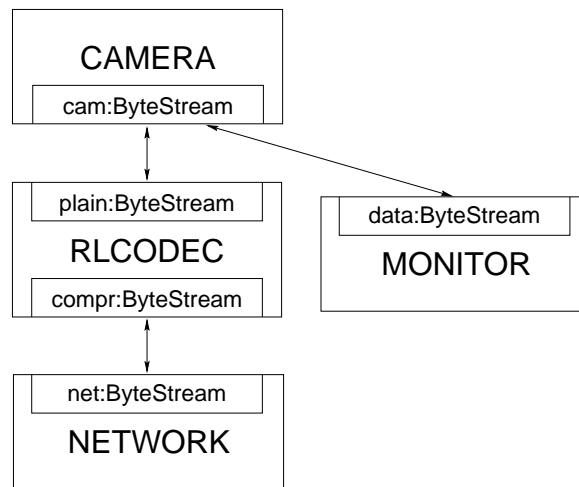 CAMERA
cam:ByteStream
plain:ByteStream
RLCODEC
compr:ByteStream
data:ByteStream
MONITOR
net:ByteStream
NETWORK